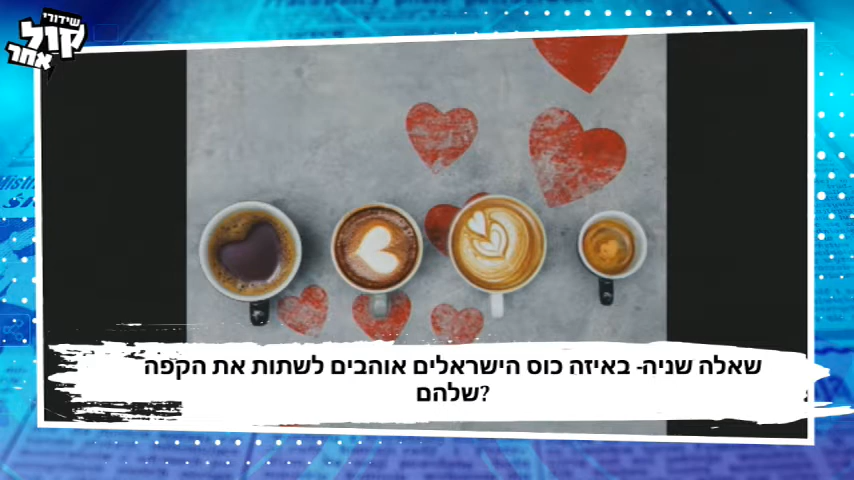 שידורי
קול
אחר
שאלה שניה- באיזה כוס הישראלים אוהבים לשתות את הקפה
שלהם?